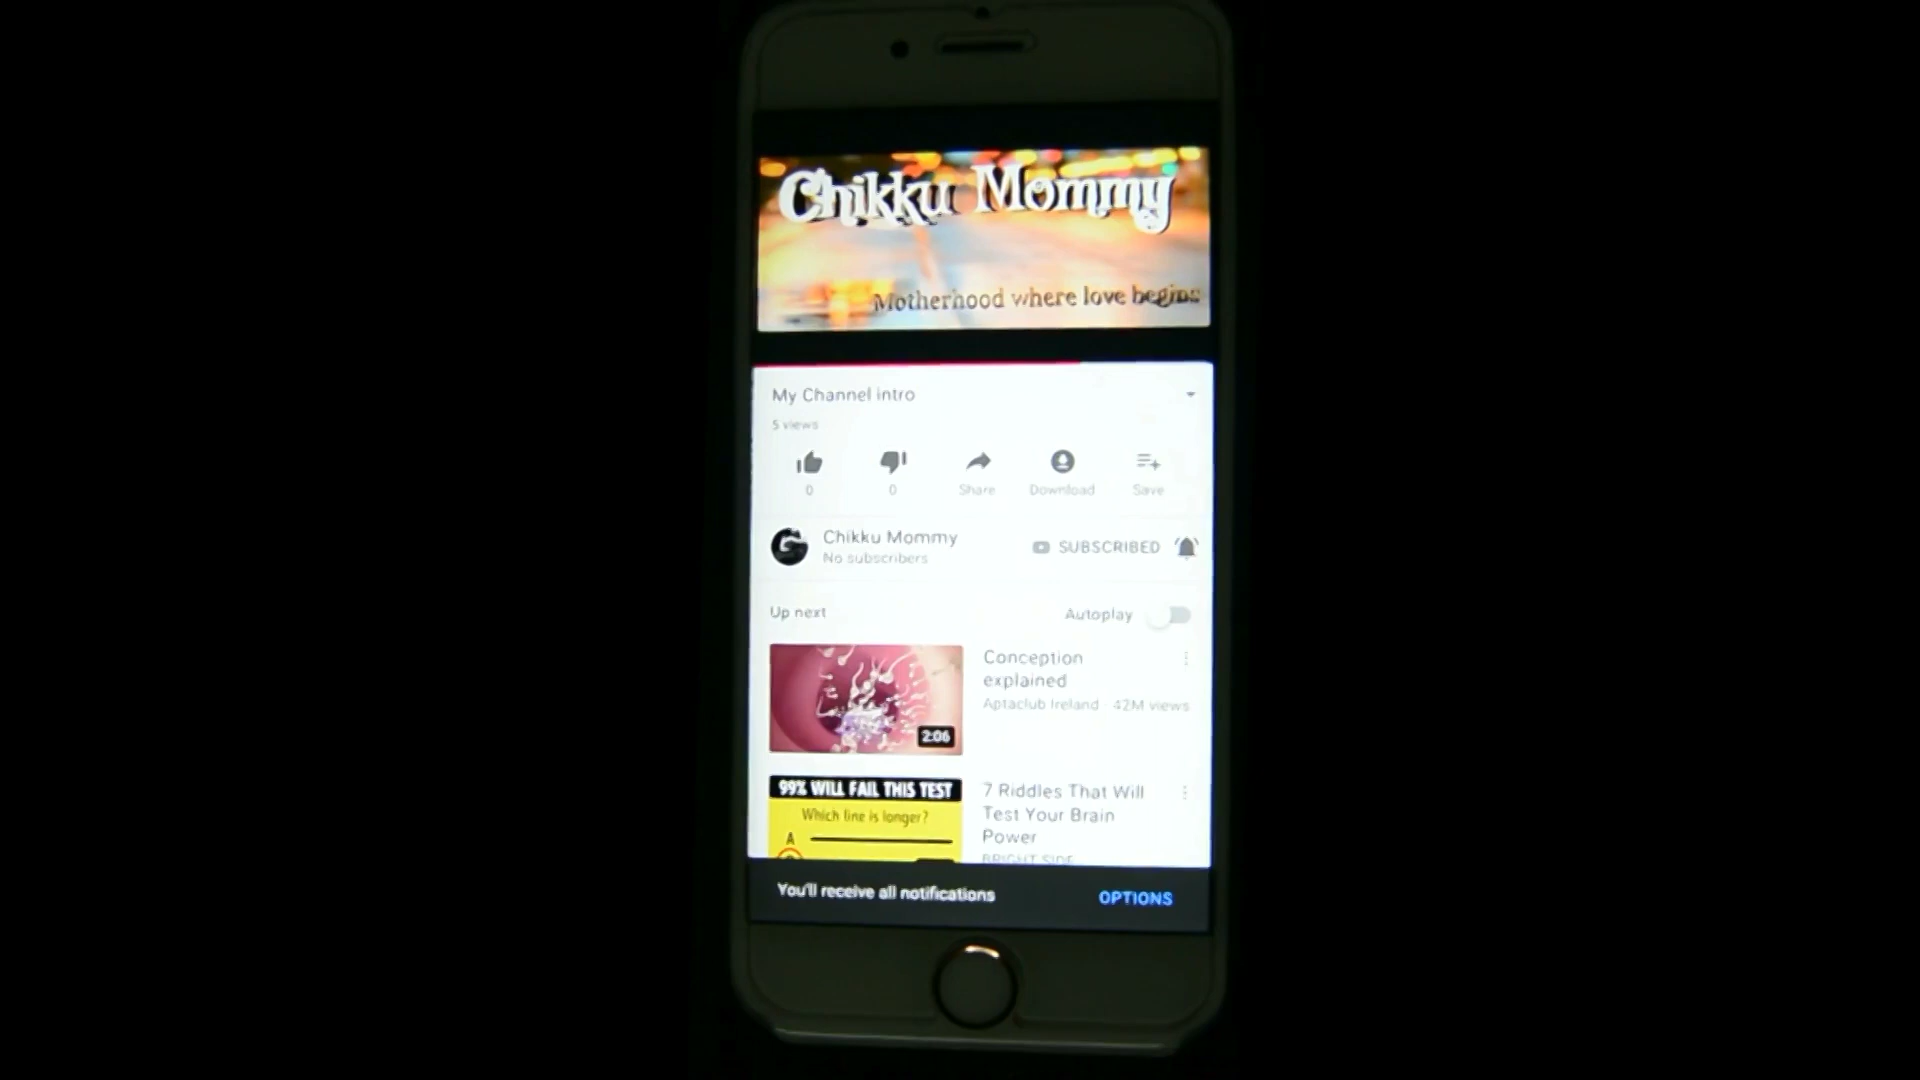 Chikku Mommy
Motherhood where love begins
My Channel intro
5 views
0
0
Share
Download
Save
Chikku Mommy
No subscribers
SUBSCRIBED
Up next
Autoplay
Conception
explained
Aptaclub Ireland · 42M views
2:06
99% WILL FAIL THIS TEST
Which line is longer?
A
7 Riddles That Will
Test Your Brain
Power
BRIGHT SIDE
You'll receive all notifications
OPTIONS